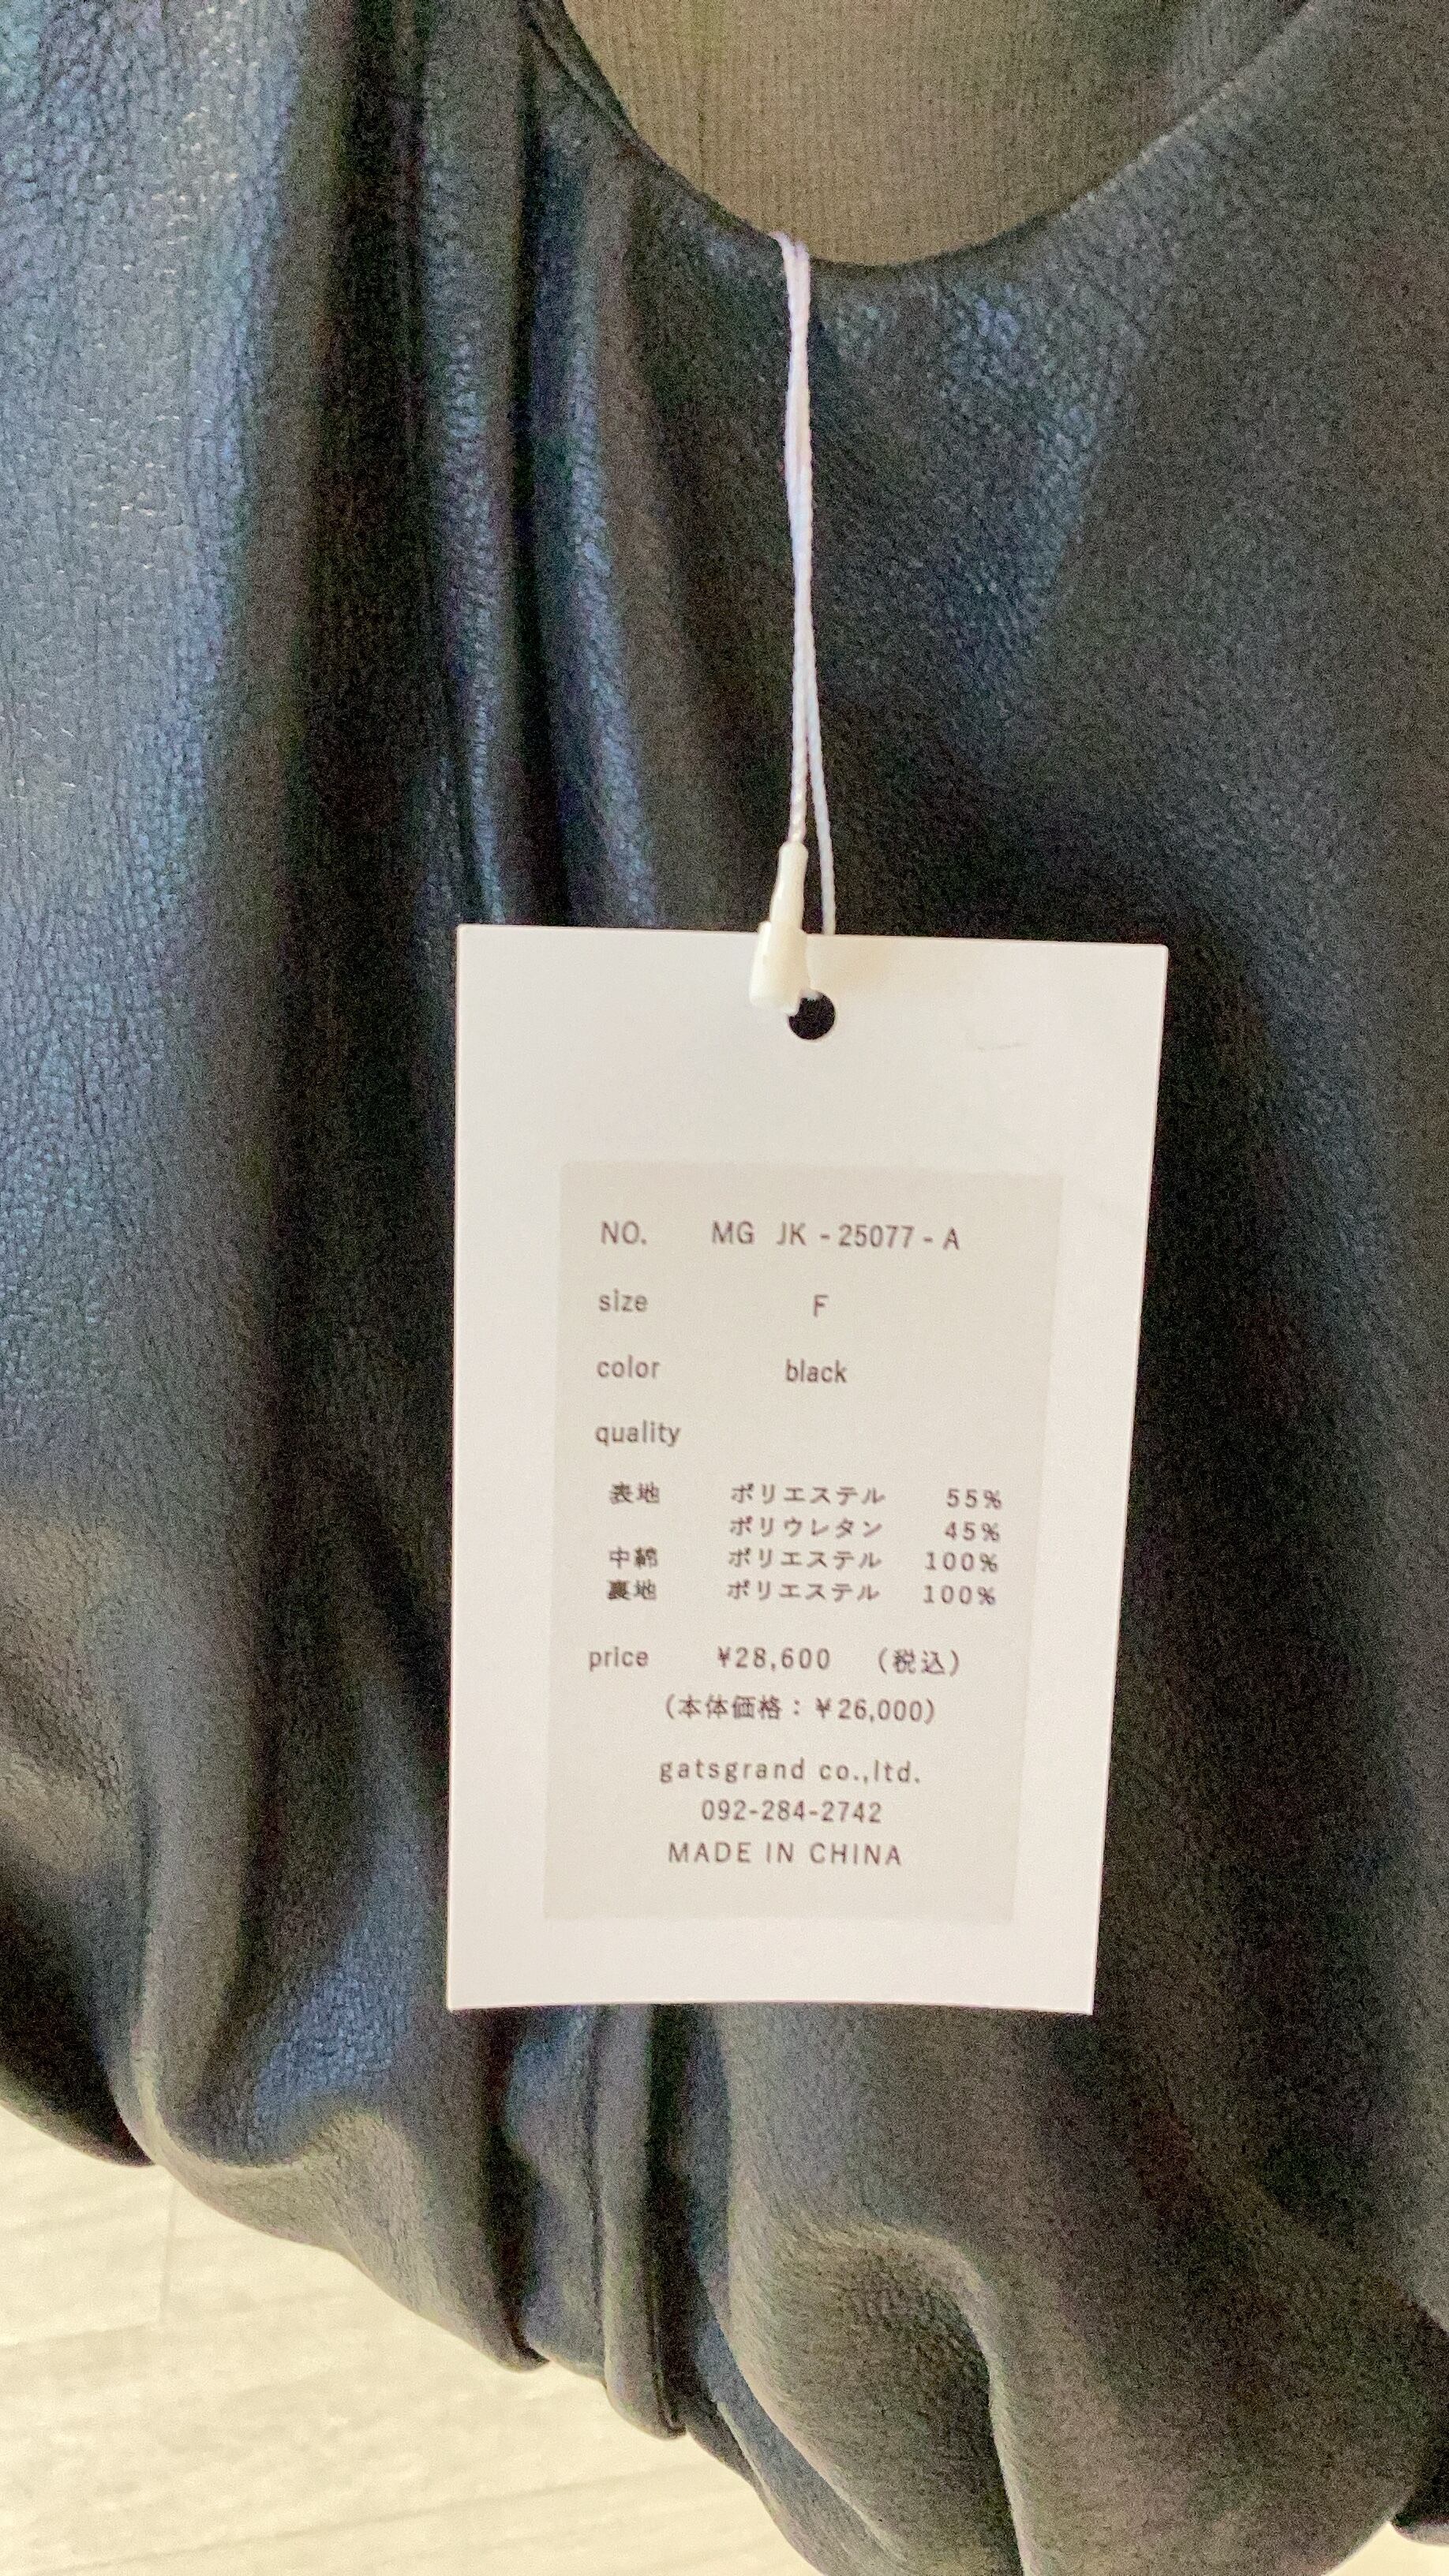 NO. MG JK - 25077 - A
size F
color black
quality
表地 ポリエステル 55%
ポリウレタン 45%
中綿 ポリエステル 100%
裏地 ポリエステル 100%
price ¥28,600 (税込)
(本体価格：¥26,000)
gatsgrand co.,ltd.
092-284-2742
MADE IN CHINA